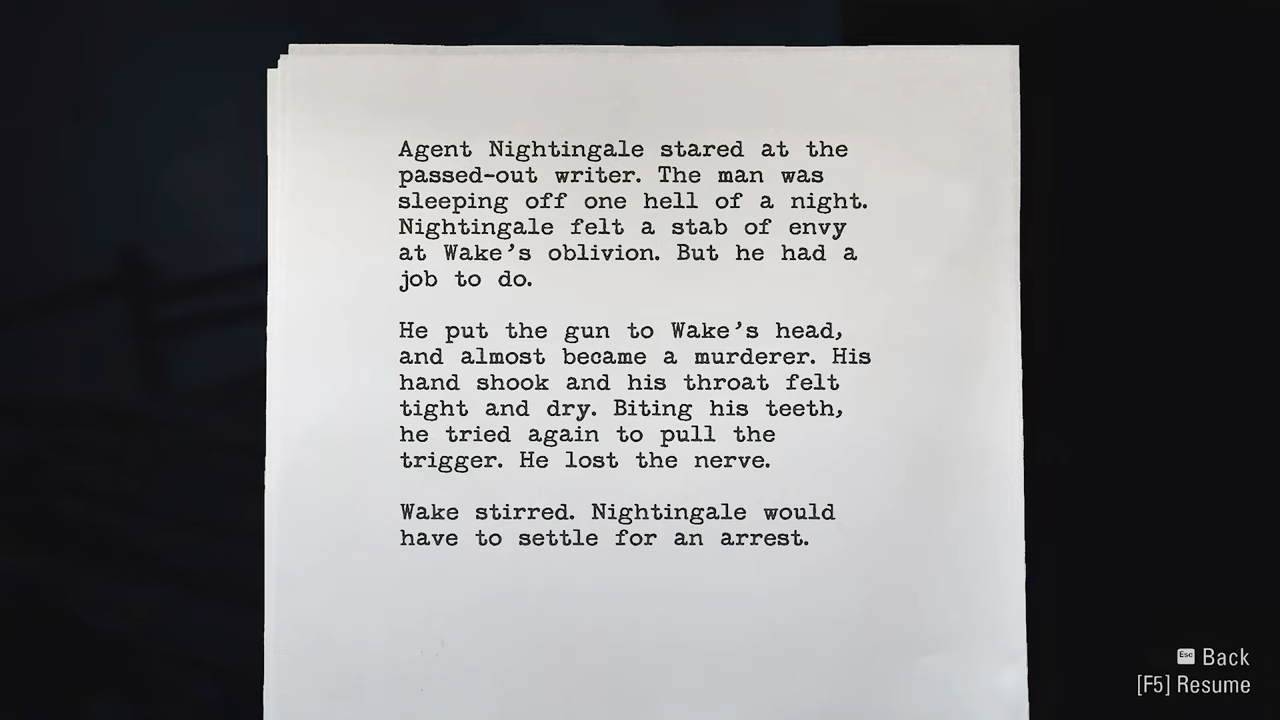 Agent Nightingale stared at the
passed-out writer. The man was
sleeping off one hell of a night.
Nightingale felt a stab of envy
at Wake's oblivion. But he had a
job to do.
He put the gun to Wake's head,
and almost became a murderer. His
hand shook and his throat felt
tight and dry. Biting his teeth,
he tried again to pull the
trigger. He lost the nerve.
Wake stirred. Nightingale would
have to settle for an arrest.
Esc Back
[F5] Resume